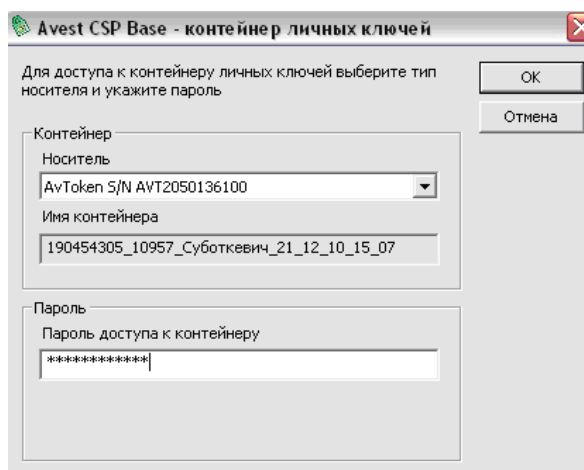 Avest CSP Base - контейнер личных ключей
Для доступа к контейнеру личных ключей выберите тип
носителя и укажите пароль
OK
Отмена
Контейнер
Носитель
AvToken S/N AVT2050136100
Имя контейнера
190454305_10957_Суботкевич_21_12_10_15_07
Пароль
Пароль доступа к контейнеру
************